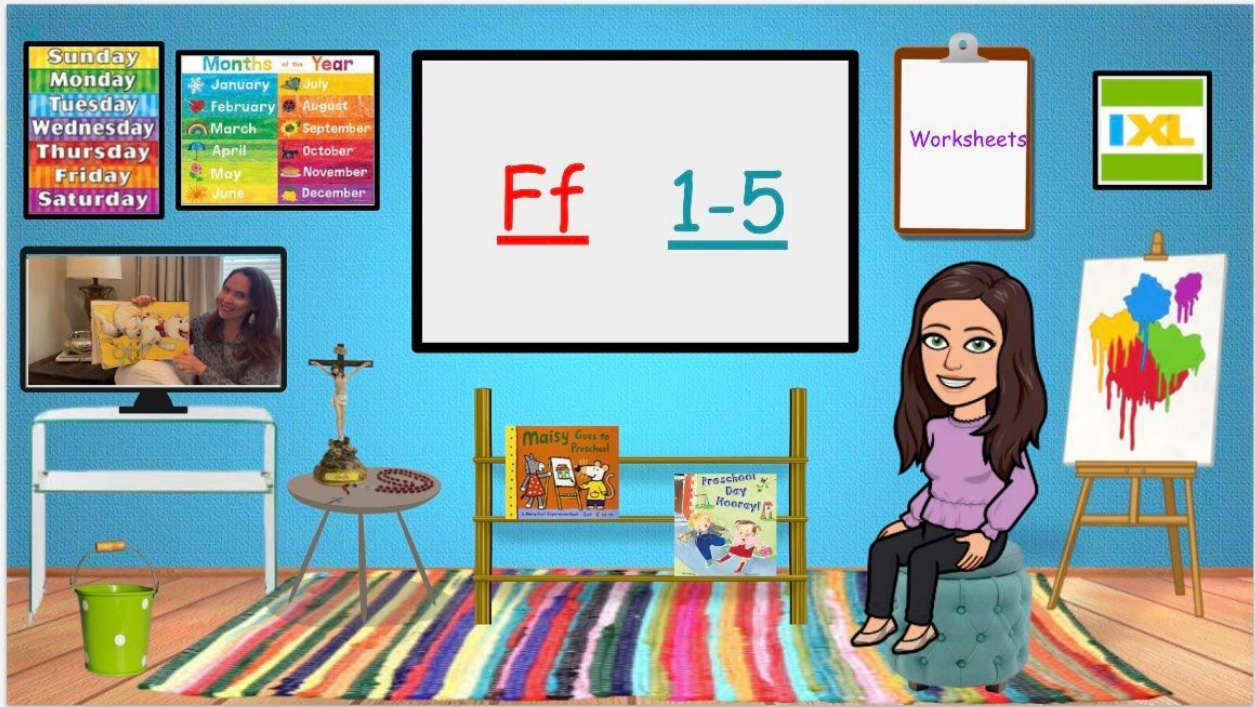 Sunday
Monday
Tuesday
Wednesday
Thursday
Friday
Saturday
Months of the Year
January
February
March
April
May
June
July
August
September
October
November
December
Ff 1-5
Worksheets
IXL
Maisy Goes to
Preschool
Preschool
Day
Hooray!